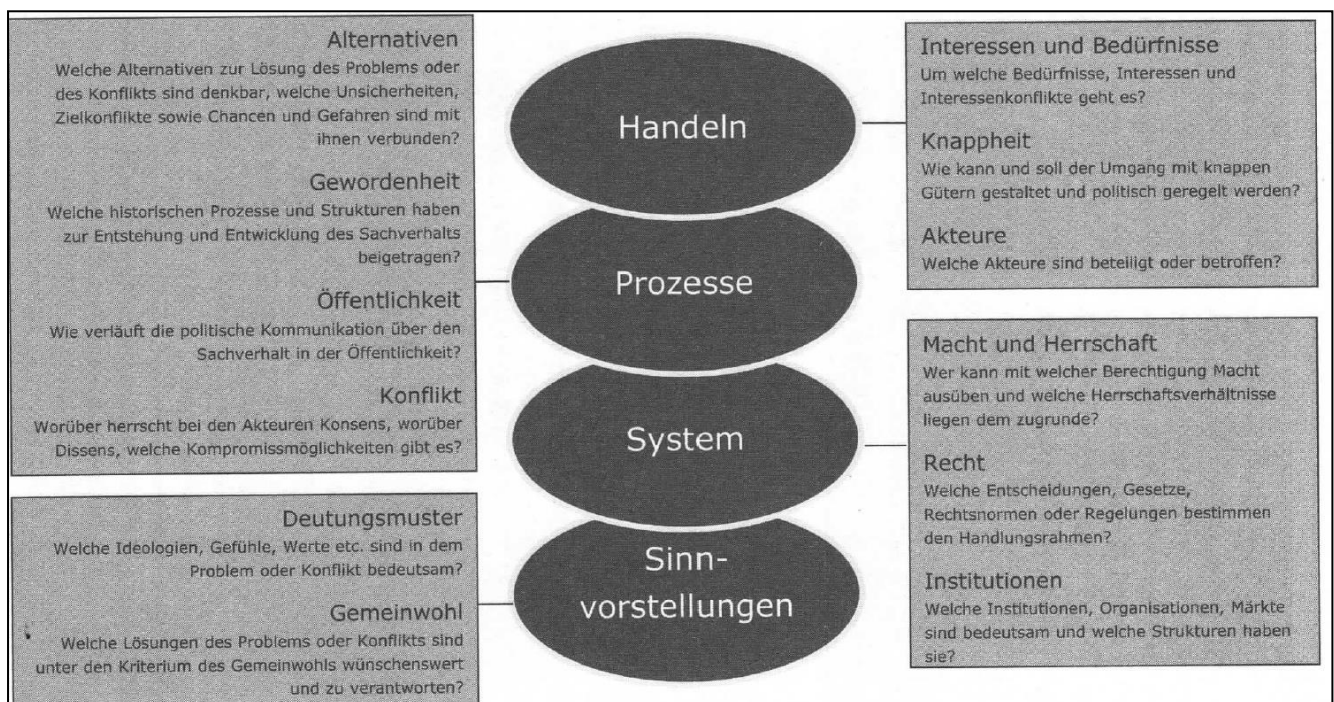 Alternativen
Welche Alternativen zur Lösung des Problems oder
des Konflikts sind denkbar, welche Unsicherheiten,
Zielkonflikte sowie Chancen und Gefahren sind mit
ihnen verbunden?
Gewordenheit
Welche historischen Prozesse und Strukturen haben
zur Entstehung und Entwicklung des Sachverhalts
beigetragen?
Öffentlichkeit
Wie verläuft die politische Kommunikation über den
Sachverhalt in der Öffentlichkeit?
Konflikt
Worüber herrscht bei den Akteuren Konsens, worüber
Dissens, welche Kompromissmöglichkeiten gibt es?
Deutungsmuster
Welche Ideologien, Gefühle, Werte etc. sind in dem
Problem oder Konflikt bedeutsam?
Gemeinwohl
Welche Lösungen des Problems oder Konflikts sind
unter den Kriterium des Gemeinwohls wünschenswert
und zu verantworten?
Handeln
Prozesse
System
Sinn-
vorstellungen
Interessen und Bedürfnisse
Um welche Bedürfnisse, Interessen und
Interessenkonflikte geht es?
Knappheit
Wie kann und soll der Umgang mit knappen
Gütern gestaltet und politisch geregelt werden?
Akteure
Welche Akteure sind beteiligt oder betroffen?
Macht und Herrschaft
Wer kann mit welcher Berechtigung Macht
ausüben und welche Herrschaftsverhältnisse
liegen dem zugrunde?
Recht
Welche Entscheidungen, Gesetze,
Rechtsnormen oder Regelungen bestimmen
den Handlungsrahmen?
Institutionen
Welche Institutionen, Organisationen, Märkte
sind bedeutsam und welche Strukturen haben
sie?